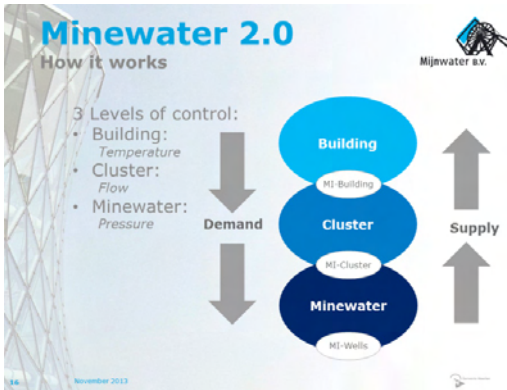 Minewater 2.0
How it works
Mijnwater B.V.
3 Levels of control:
• Building:
Temperature
• Cluster:
Flow
• Minewater:
Pressure
Demand
Building
MI-Building
Cluster
MI-Cluster
Minewater
MI-Wells
Supply
16
November 2013